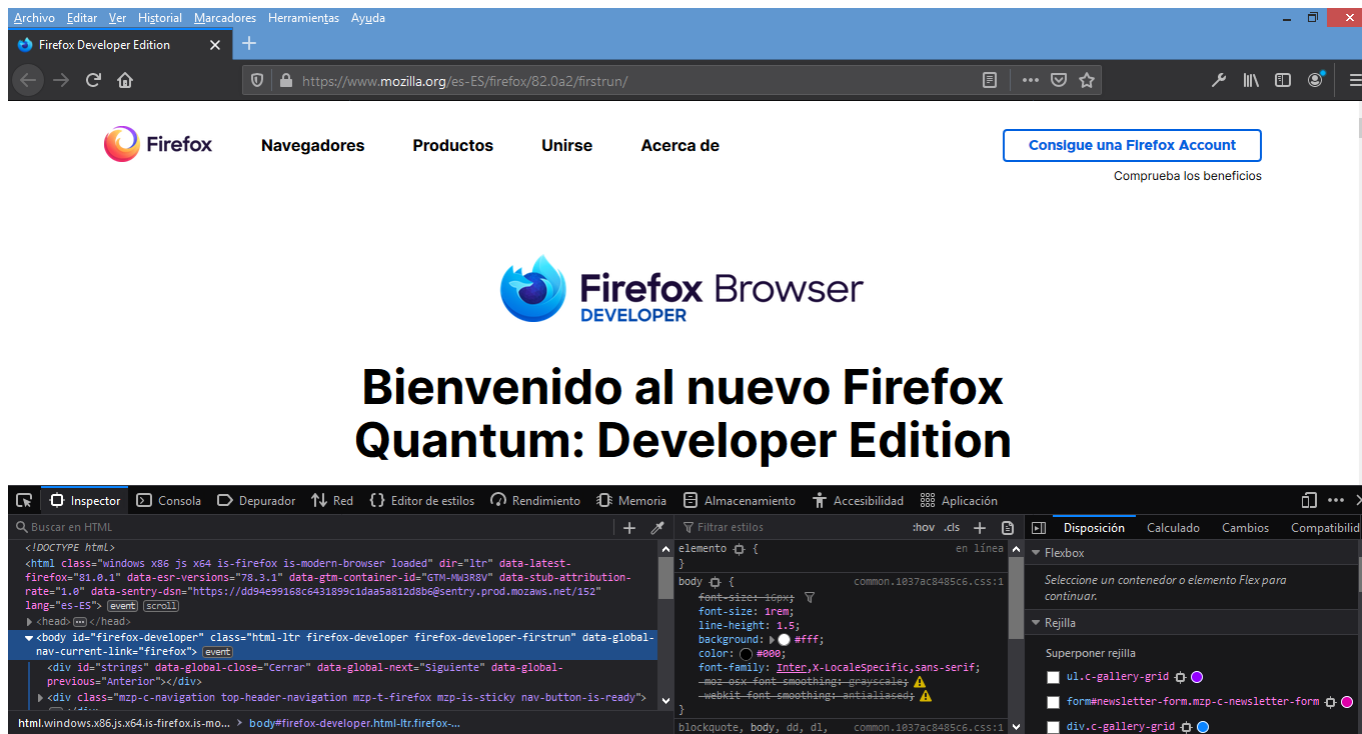 Archivo Editar Ver Historial Marcadores Herramientas Ayuda
Firefox Developer Edition
https://www.mozilla.org/es-ES/firefox/82.0a2/firstrun/
Firefox Navegadores Productos Unirse Acerca de Consigue una Firefox Account
Comprueba los beneficios
Firefox Browser
DEVELOPER
Bienvenido al nuevo Firefox
Quantum: Developer Edition
Inspector Consola Depurador Red Editor de estilos Rendimiento Memoria Almacenamiento Accesibilidad Aplicación
Buscar en HTML
<!DOCTYPE html>
<html class="windows x86 js x64 is-firefox is-modern-browser loaded" dir="ltr" data-latest-
firefox="81.0.1" data-esr-versions="78.3.1" data-gtm-container-id="GTM-MW3R8V" data-stub-attribution-
rate="1.0" data-sentry-dsn="https://dd94e99168c6431899c1daa5a812d8b6@sentry.prod.mozaws.net/152"
lang="es-ES"> event scroll
<head></head>
<body id="firefox-developer" class="html-ltr firefox-developer firefox-developer-firstrun" data-global-
nav-current-link="firefox"> event
<div id="strings" data-global-close="Cerrar" data-global-next="Siguiente" data-global-
previous="Anterior"></div>
<div class="mzp-c-navigation top-header-navigation mzp-t-firefox mzp-is-sticky nav-button-is-ready">
html.windows.x86.js.x64.is-firefox.is-mo... > body#firefox-developer.html-ltr.firefox-...
Filtrar estilos :hov .cls +
elemento { en línea
}
body { common.1037ac8485c6.css:1
font-size: 16px;
font-size: 1rem;
line-height: 1.5;
background: #fff;
color: #000;
font-family: Inter,X-LocaleSpecific,sans-serif;
-moz-osx-font-smoothing: grayscale;
-webkit-font-smoothing: antialiased;
}
blockquote, body, dd, dl, common.1037ac8485c6.css:1
Disposición Calculado Cambios Compatibilid
Flexbox
Seleccione un contenedor o elemento Flex para
continuar.
Rejilla
Superponer rejilla
ul.c-gallery-grid
form#newsletter-form.mzp-c-newsletter-form
div.c-gallery-grid